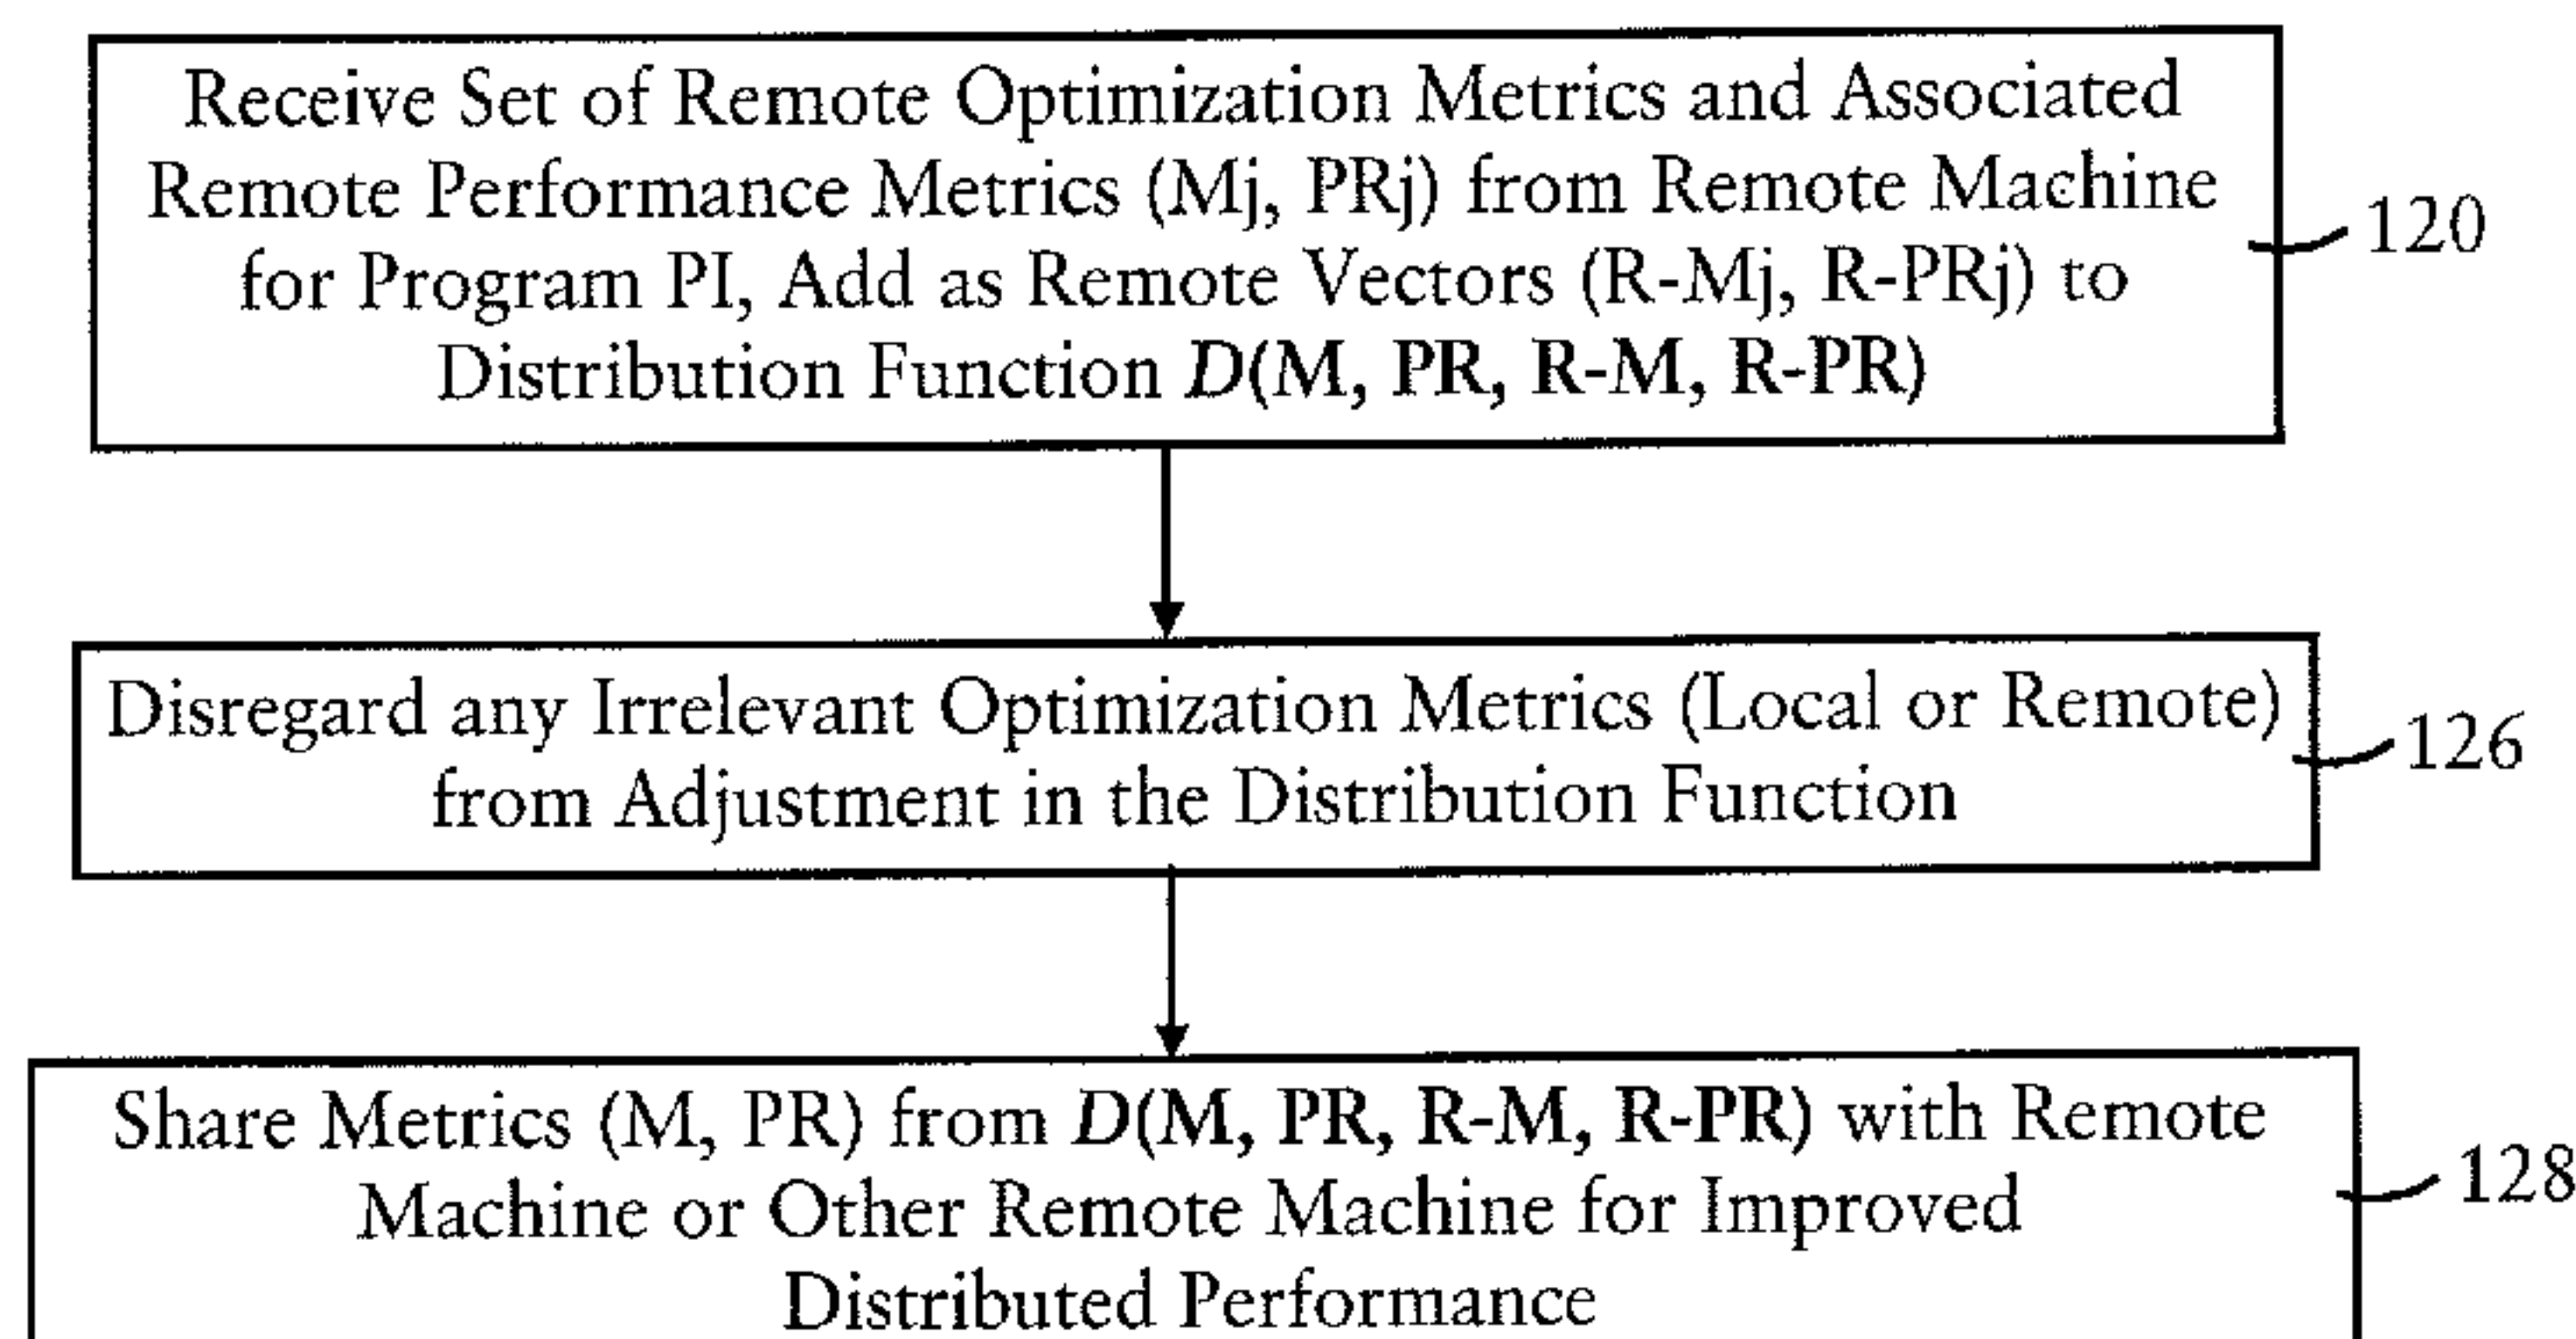 Receive Set of Remote Optimization Metrics and Associated
Remote Performance Metrics (Mj, PRj) from Remote Machine
for Program PI, Add as Remote Vectors (R-Mj, R-PRj) to
Distribution Function D(M, PR, R-M, R-PR)
120
Disregard any Irrelevant Optimization Metrics (Local or Remote)
from Adjustment in the Distribution Function
126
Share Metrics (M, PR) from D(M, PR, R-M, R-PR) with Remote
Machine or Other Remote Machine for Improved
Distributed Performance
128